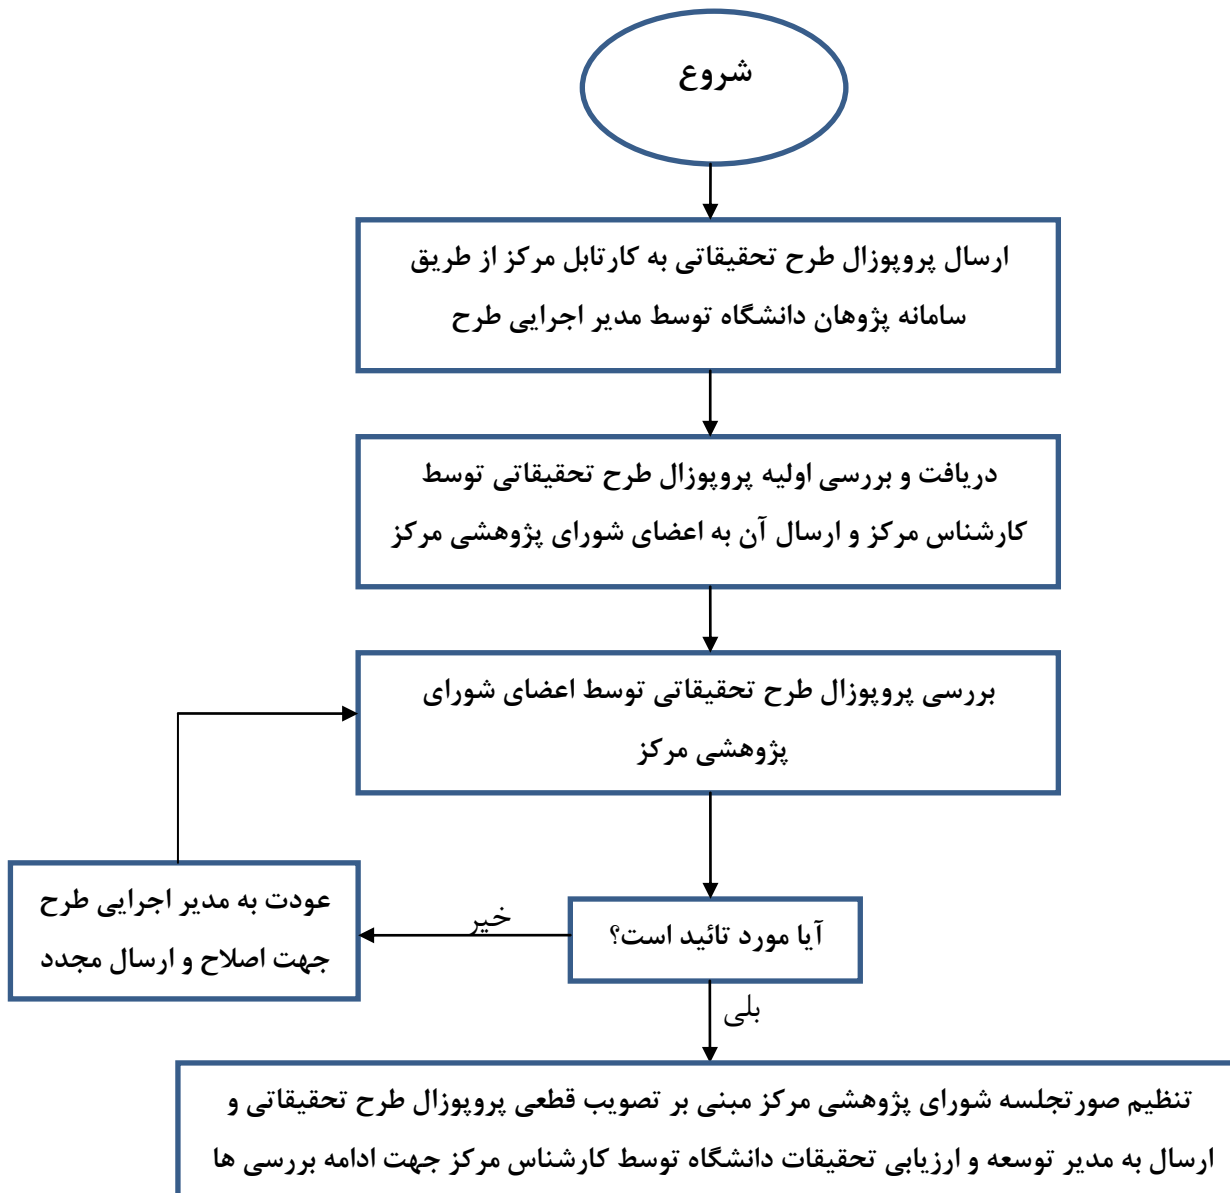 شروع
ارسال پروپوزال طرح تحقیقاتی به کارتابل مرکز از طریق
سامانه پژوهان دانشگاه توسط مدیر اجرایی طرح
دریافت و بررسی اولیه پروپوزال طرح تحقیقاتی توسط
کارشناس مرکز و ارسال آن به اعضای شورای پژوهشی مرکز
بررسی پروپوزال طرح تحقیقاتی توسط اعضای شورای
پژوهشی مرکز
آیا مورد تائید است؟
خیر
عودت به مدیر اجرایی طرح
جهت اصلاح و ارسال مجدد
بلی
تنظیم صورتجلسه شورای پژوهشی مرکز مبنی بر تصویب قطعی پروپوزال طرح تحقیقاتی و
ارسال به مدیر توسعه و ارزیابی تحقیقات دانشگاه توسط کارشناس مرکز جهت ادامه بررسی ها